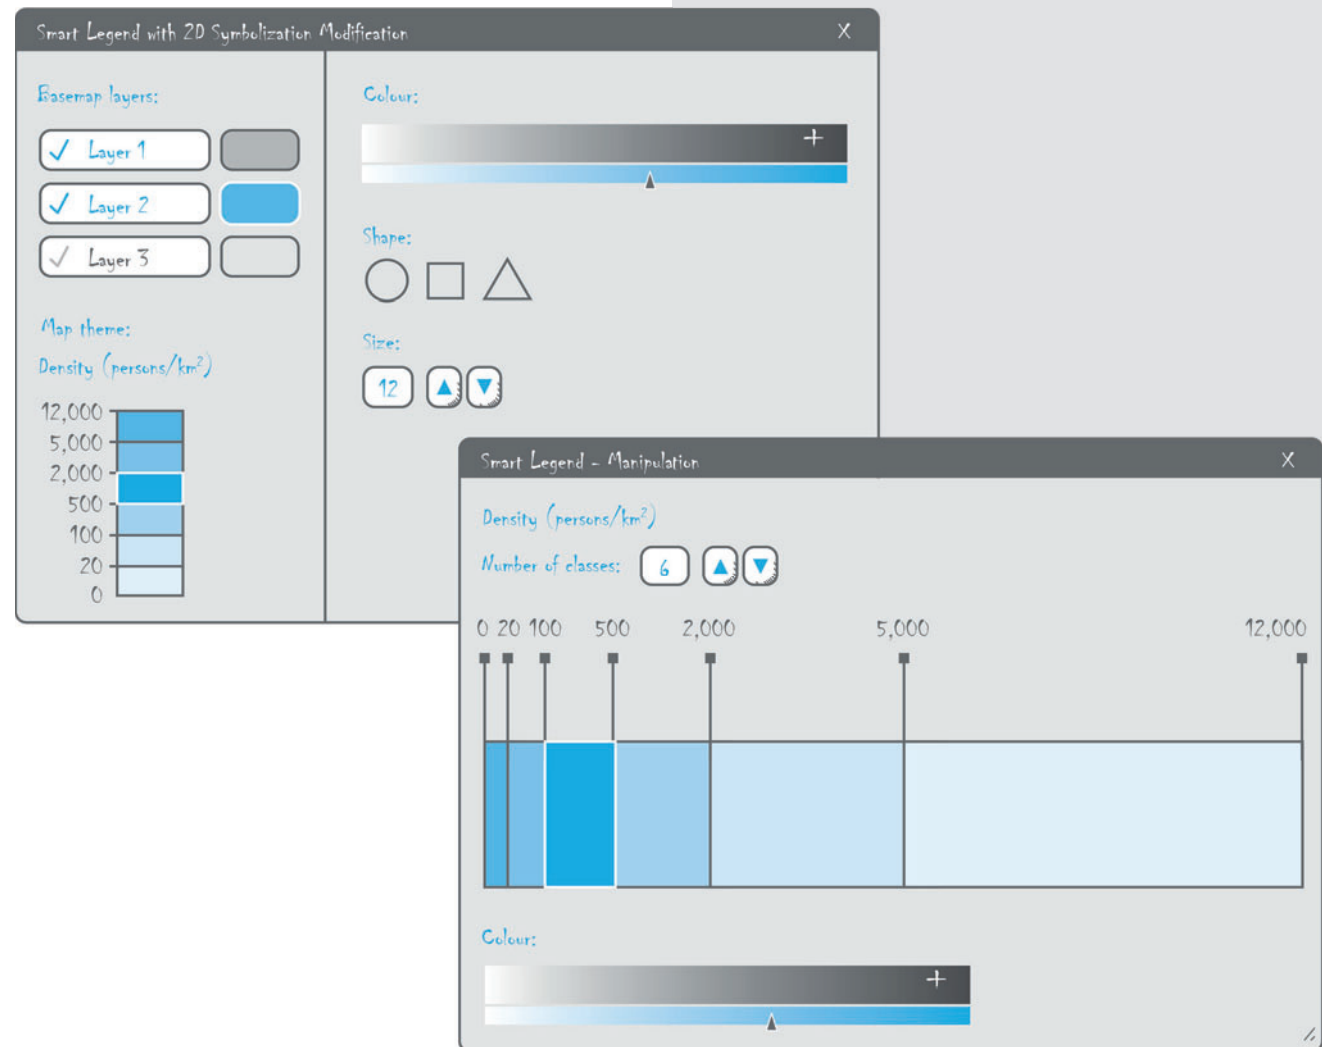 Smart Legend with 2D Symbolization Modification X
Basemap layers:
Layer 1
Layer 2
Layer 3
Map theme:
Density (persons/km²)
12,000
5,000
2,000
500
100
20
0
Colour:
Shape:
Size:
12
Smart Legend - Manipulation X
Density (persons/km²)
Number of classes: 6
0 20 100 500 2,000 5,000 12,000
Colour: